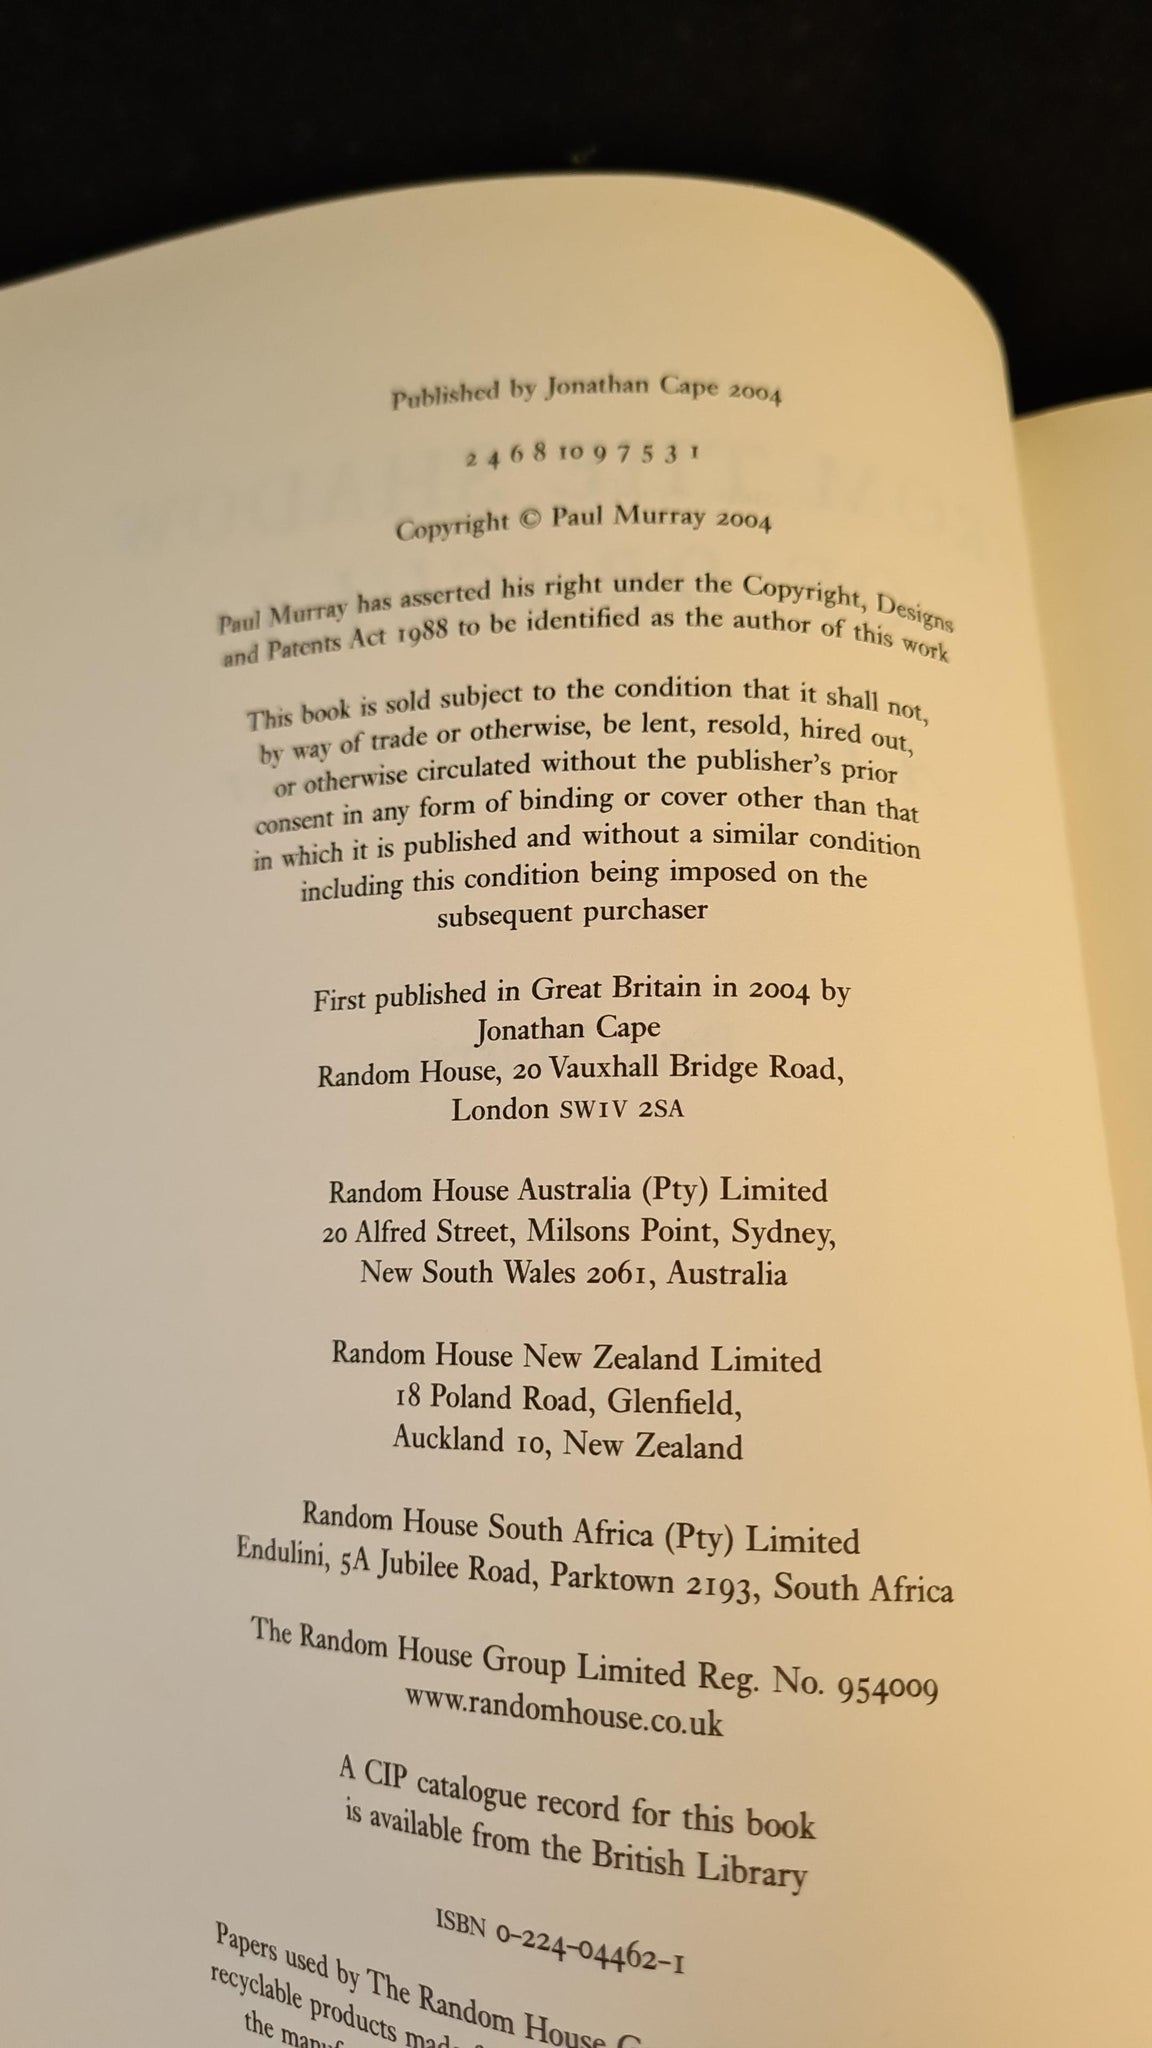 Published by Jonathan Cape 2004
2 4 6 8 10 9 7 5 3 1
Copyright © Paul Murray 2004
Paul Murray has asserted his right under the Copyright, Designs
and Patents Act 1988 to be identified as the author of this work
This book is sold subject to the condition that it shall not,
by way of trade or otherwise, be lent, resold, hired out,
or otherwise circulated without the publisher's prior
consent in any form of binding or cover other than that
in which it is published and without a similar condition
including this condition being imposed on the
subsequent purchaser
First published in Great Britain in 2004 by
Jonathan Cape
Random House, 20 Vauxhall Bridge Road,
London SW1V 2SA
Random House Australia (Pty) Limited
20 Alfred Street, Milsons Point, Sydney,
New South Wales 2061, Australia
Random House New Zealand Limited
18 Poland Road, Glenfield,
Auckland 10, New Zealand
Random House South Africa (Pty) Limited
Endulini, 5A Jubilee Road, Parktown 2193, South Africa
The Random House Group Limited Reg. No. 954009
www.randomhouse.co.uk
A CIP catalogue record for this book
is available from the British Library
ISBN 0-224-04462-1
Papers used by The Random House
recyclable products
the